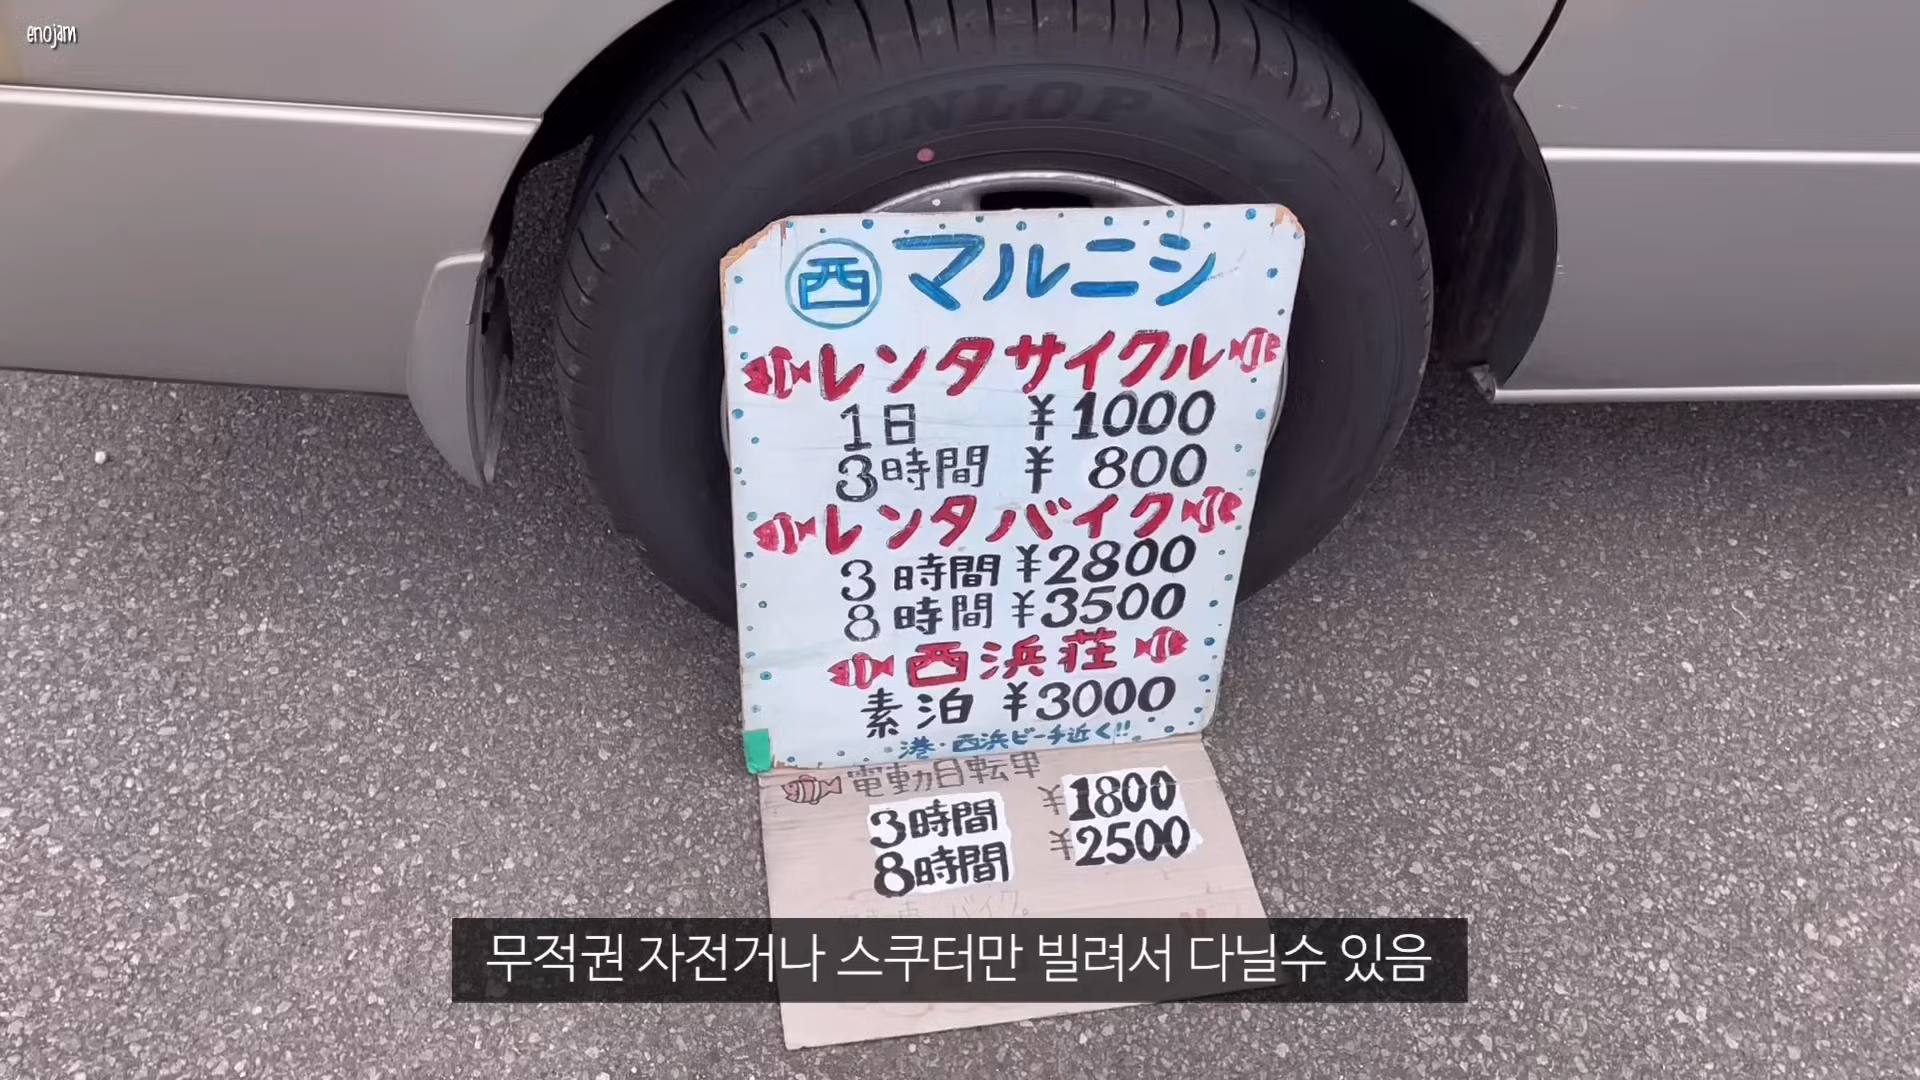 enojam
DUNLOP
西 マルニシ
レンタサイクル
1日 ¥1000
3時間 ¥ 800
レンタバイク
3時間 ¥2800
8時間 ¥3500
西浜荘
素泊 ¥3000
港・西浜ビーチ近く!!
電動自転車
3時間 ¥1800
8時間 ¥2500
무적권 자전거나 스쿠터만 빌려서 다닐수 있음